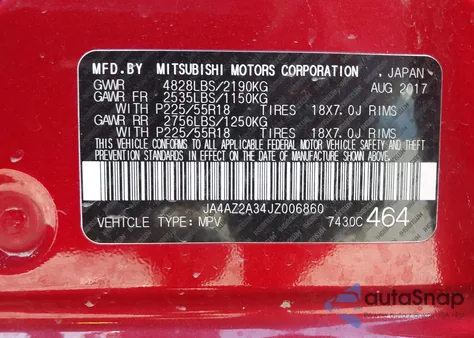 MFD.BY MITSUBISHI MOTORS CORPORATION, JAPAN
GVWR 4828LBS/2190KG AUG 2017
GAWR FR 2535LBS/1150KG
WITH P225/55R18 TIRES 18X7.0J RIMS
GAWR RR 2756LBS/1250KG
WITH P225/55R18 TIRES 18X7.0J RIMS
THIS VEHICLE CONFORMS TO ALL APPLICABLE
FEDERAL MOTOR VEHICLE SAFETY AND THEFT
PREVENTION STANDARDS IN EFFECT ON THE DATE
OF MANUFACTURE SHOWN ABOVE.
JA4AZ2A34JZ006860
VEHICLE TYPE: MPV 7430C 464
autoSnap